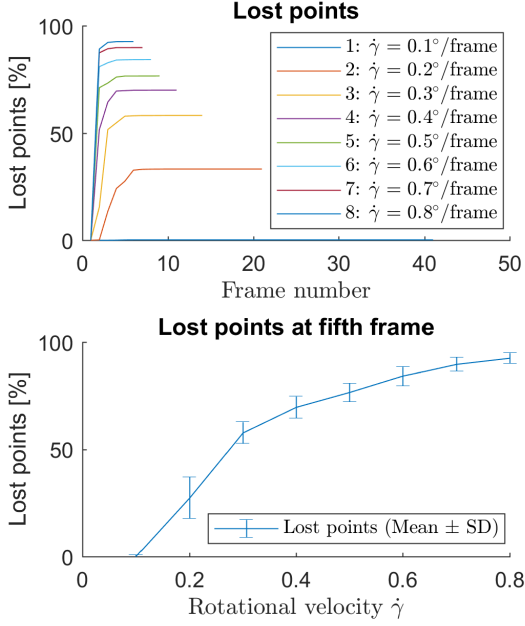 Lost points
100
50
0
Lost points [%]
1: γ̇ = 0.1°/frame
2: γ̇ = 0.2°/frame
3: γ̇ = 0.3°/frame
4: γ̇ = 0.4°/frame
5: γ̇ = 0.5°/frame
6: γ̇ = 0.6°/frame
7: γ̇ = 0.7°/frame
8: γ̇ = 0.8°/frame
0 10 20 30 40 50
Frame number
Lost points at fifth frame
100
50
0
Lost points [%]
Lost points (Mean ± SD)
0 0.2 0.4 0.6 0.8
Rotational velocity γ̇